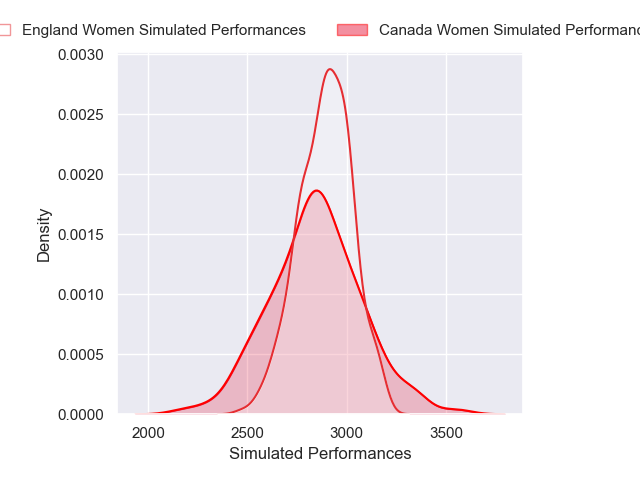 England Women Simulated Performances
Canada Women Simulated Performanc
0.0030
0.0025
0.0020
0.0015
0.0010
0.0005
0.0000
Density
2000 2500 3000 3500
Simulated Performances